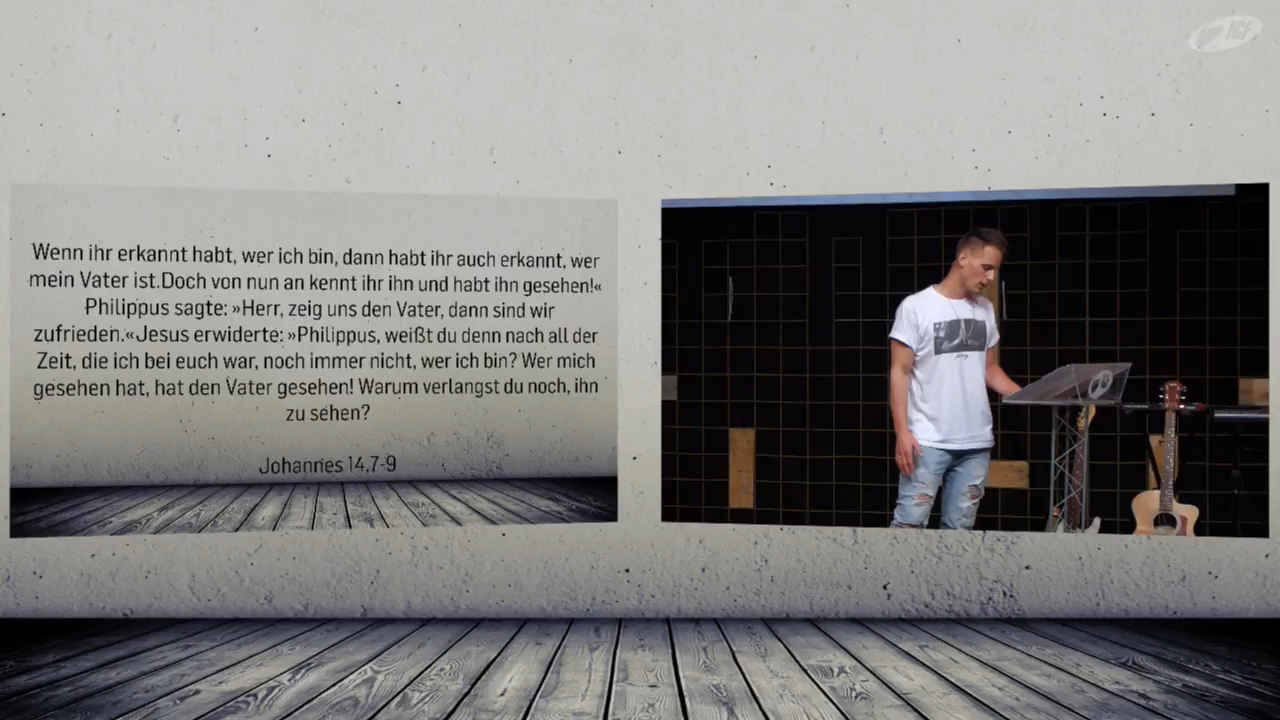 ICF
Wenn ihr erkannt habt, wer ich bin, dann habt ihr auch erkannt, wer
mein Vater ist.Doch von nun an kennt ihr ihn und habt ihn gesehen!«
Philippus sagte: »Herr, zeig uns den Vater, dann sind wir
zufrieden.«Jesus erwiderte: »Philippus, weißt du denn nach all der
Zeit, die ich bei euch war, noch immer nicht, wer ich bin? Wer mich
gesehen hat, hat den Vater gesehen! Warum verlangst du noch, ihn
zu sehen?
Johannes 14,7-9